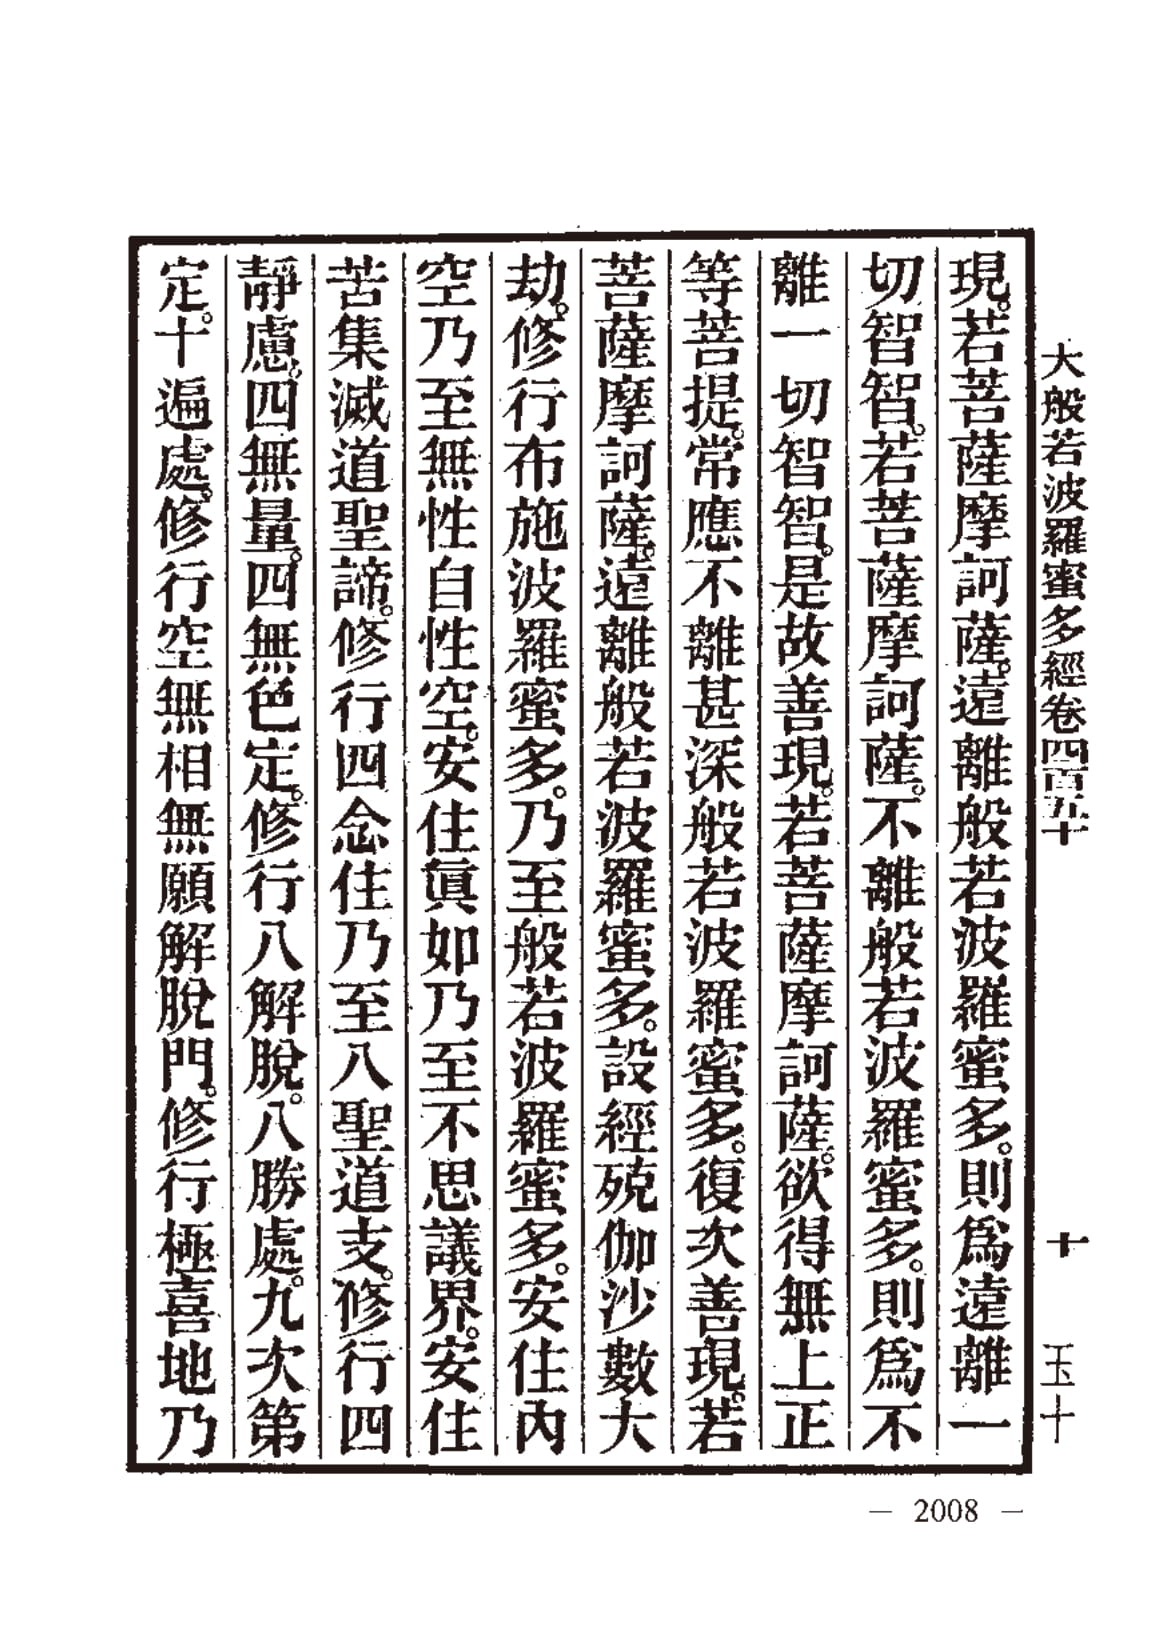 大般若波羅蜜多經卷四百五十　十　玉十
現。若菩薩摩訶薩。遠離般若波羅蜜多。則爲遠離一
切智智。若菩薩摩訶薩。不離般若波羅蜜多。則爲不
離一切智智。是故善現。若菩薩摩訶薩。欲得無上正
等菩提。常應不離甚深般若波羅蜜多。復次善現。若
菩薩摩訶薩。遠離般若波羅蜜多。設經殑伽沙數大
劫。修行布施波羅蜜多。乃至般若波羅蜜多。安住內
空乃至無性自性空。安住眞如乃至不思議界。安住
苦集滅道聖諦。修行四念住乃至八聖道支。修行四
靜慮。四無量。四無色定。修行八解脫。八勝處。九次第
定。十遍處。修行空無相無願解脫門。修行極喜地乃
— 2008 —